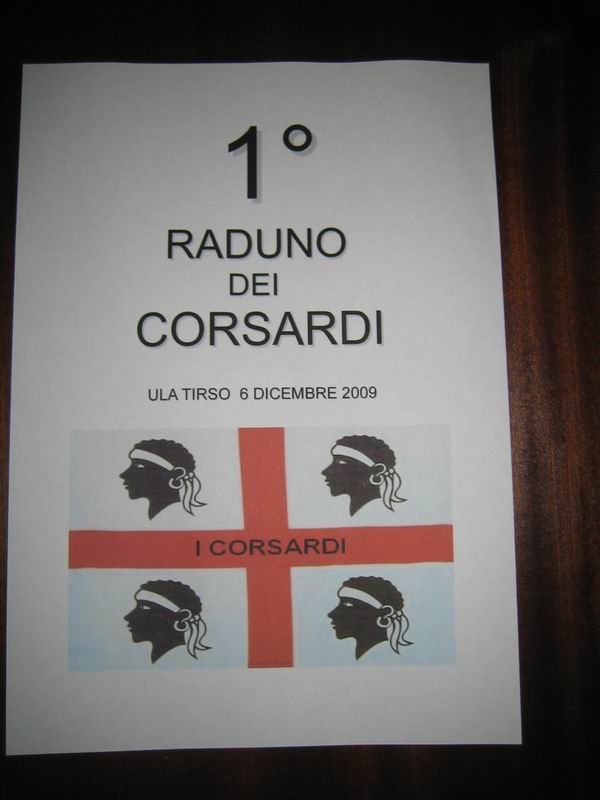 1°
RADUNO
DEI
CORSARDI
ULA TIRSO 6 DICEMBRE 2009
I CORSARDI